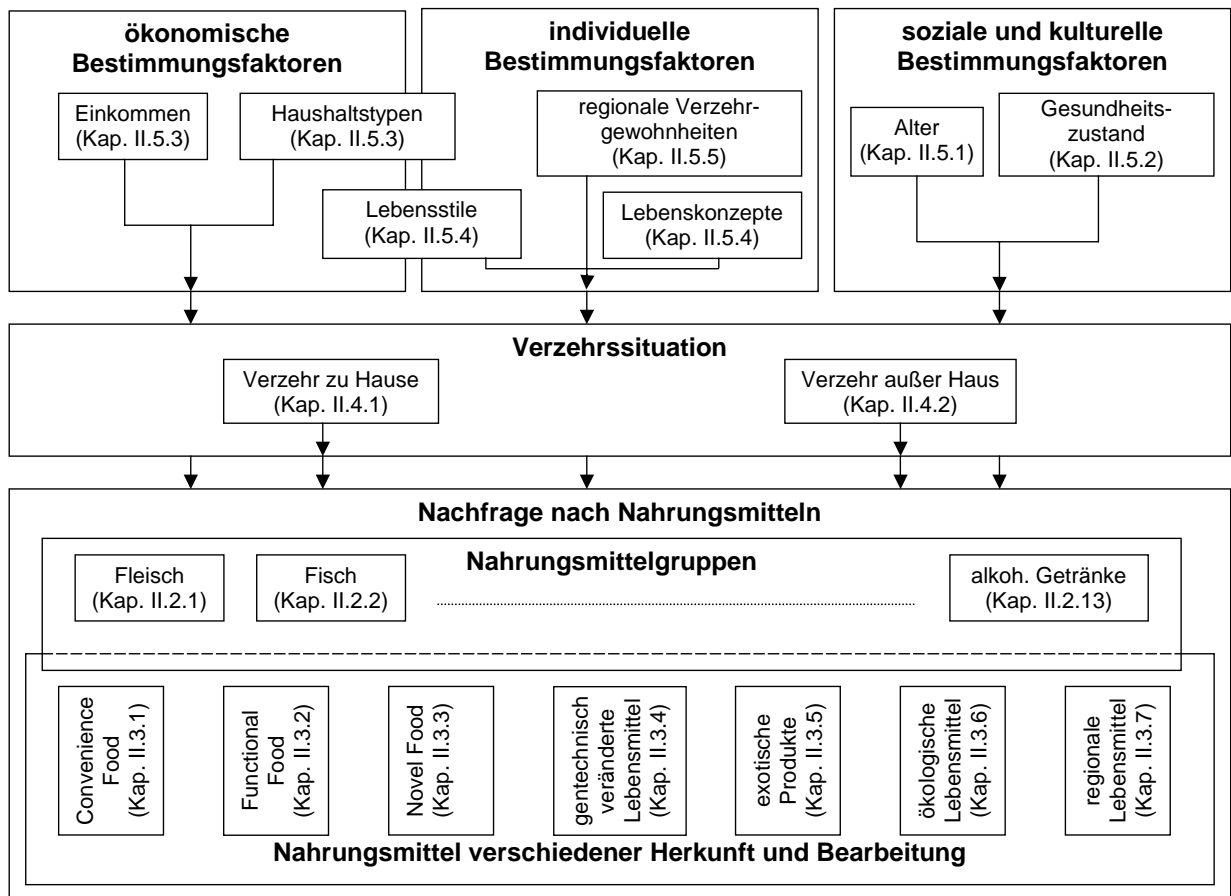 ökonomische
Bestimmungsfaktoren
Einkommen
(Kap. II.5.3)
Haushaltstypen
(Kap. II.5.3)
individuelle
Bestimmungsfaktoren
regionale Verzehr-
gewohnheiten
(Kap. II.5.5)
Lebensstile
(Kap. II.5.4)
Lebenskonzepte
(Kap. II.5.4)
soziale und kulturelle
Bestimmungsfaktoren
Alter
(Kap. II.5.1)
Gesundheits-
zustand
(Kap. II.5.2)
Verzehrssituation
Verzehr zu Hause
(Kap. II.4.1)
Verzehr außer Haus
(Kap. II.4.2)
Nachfrage nach Nahrungsmitteln
Nahrungsmittelgruppen
Fleisch
(Kap. II.2.1)
Fisch
(Kap. II.2.2)
alkoh. Getränke
(Kap. II.2.13)
Convenience
Food
(Kap. II.3.1)
Functional
Food
(Kap. II.3.2)
Novel Food
(Kap. II.3.3)
gentechnisch
veränderte
Lebensmittel
(Kap. II.3.4)
exotische
Produkte
(Kap. II.3.5)
ökologische
Lebensmittel
(Kap. II.3.6)
regionale
Lebensmittel
(Kap. II.3.7)
Nahrungsmittel verschiedener Herkunft und Bearbeitung